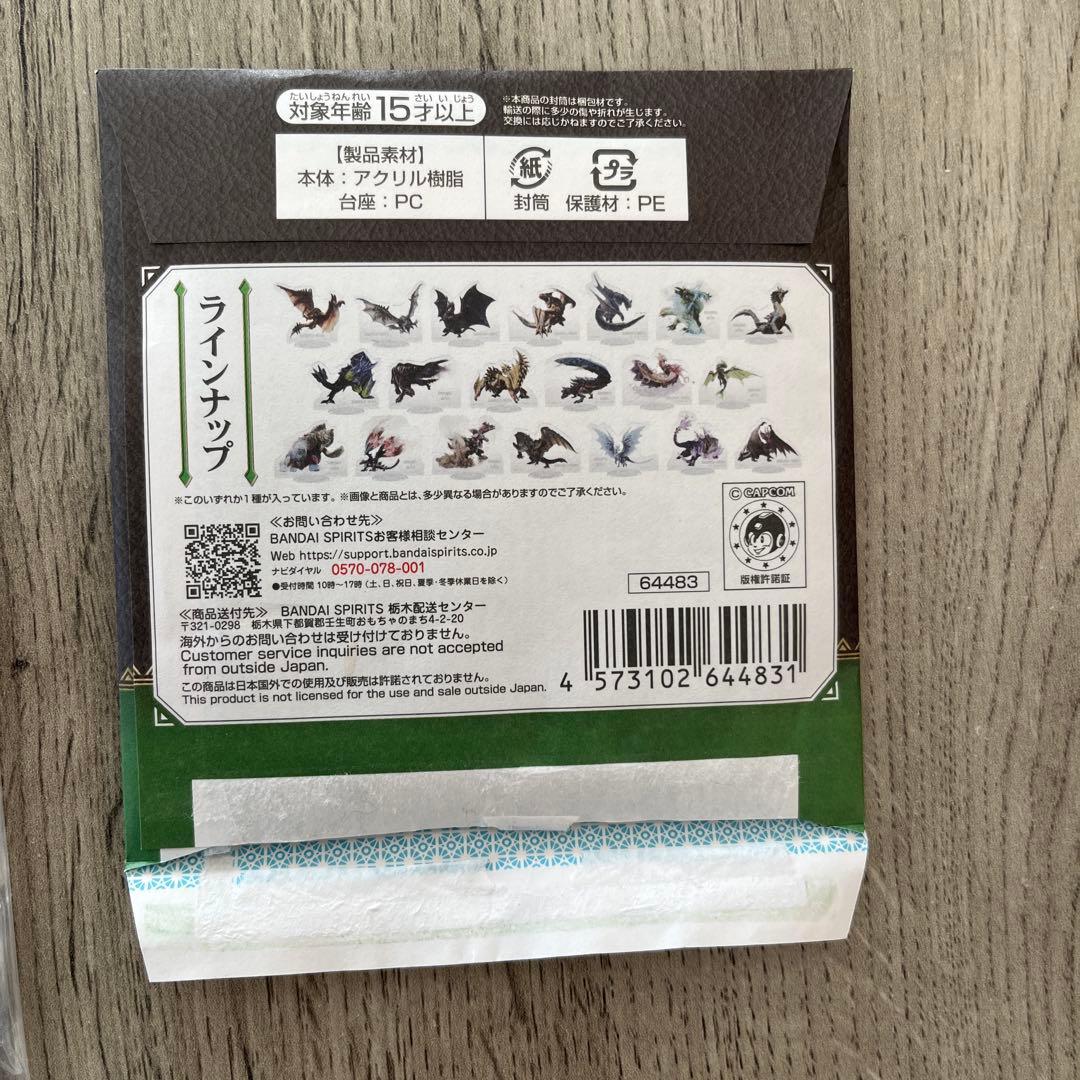 たいしょうねんれい さいいじょう
対象年齢 15才以上
※本商品の封筒は梱包材です。
輸送の際に多少の傷や折れが生じます。
交換には応じかねますのでご了承ください。
【製品素材】
本体：アクリル樹脂
台座：PC
紙
封筒
プラ
保護材：PE
ラインナップ
※このいずれか1種が入っています。※画像と商品とは、多少異なる場合がありますのでご了承ください。
≪お問い合わせ先≫
BANDAI SPIRITSお客様相談センター
Web https://support.bandaispirits.co.jp
ナビダイヤル 0570-078-001
●受付時間 10時～17時（土、日、祝日、夏季・冬季休業日を除く）
≪商品送付先≫ BANDAI SPIRITS 栃木配送センター
〒321-0298 栃木県下都賀郡壬生町おもちゃのまち4-2-20
海外からのお問い合わせは受け付けておりません。
Customer service inquiries are not accepted
from outside Japan.
この商品は日本国外での使用及び販売は許諾されておりません。
This product is not licensed for the use and sale outside Japan.
©CAPCOM
版権許諾証
64483
4 573102 644831